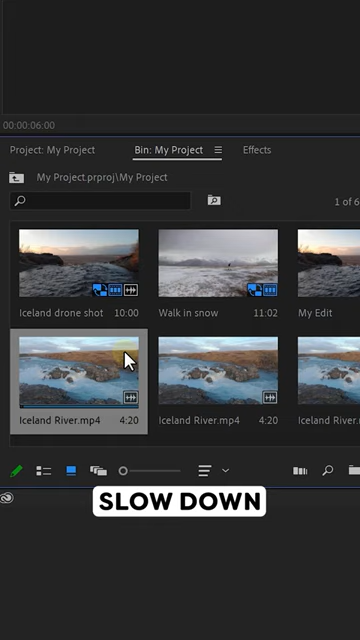 00:00:06:00
Project: My Project
Bin: My Project
Effects
My Project.prproj\My Project
1 of 6
Iceland drone shot 10:00
Walk in snow 11:02
My Edit
Iceland River.mp4 4:20
Iceland River.mp4 4:20
Iceland River.mp4
SLOW DOWN